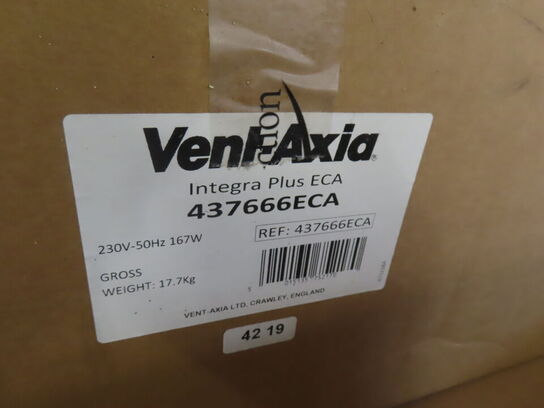 Vent-Axia
Integra Plus ECA
437666ECA
230V-50Hz 167W
REF: 437666ECA
GROSS
WEIGHT: 17.7Kg
VENT-AXIA LTD, CRAWLEY, ENGLAND
42 19